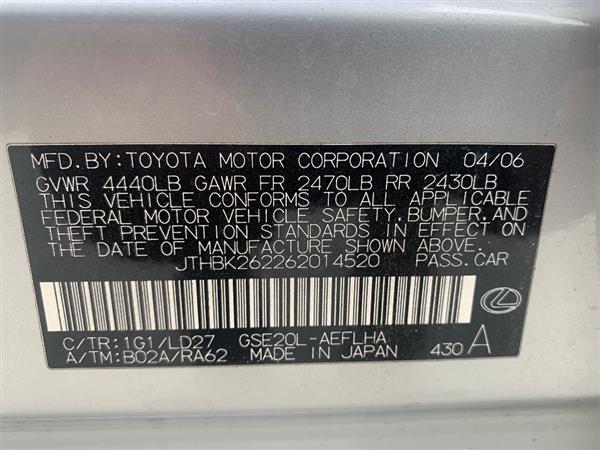 MFD.BY:TOYOTA MOTOR CORPORATION 04/06
GVWR 4440LB GAWR FR 2470LB RR 2430LB
THIS VEHICLE CONFORMS TO ALL APPLICABLE
FEDERAL MOTOR VEHICLE SAFETY,BUMPER,AND
THEFT PREVENTION STANDARDS IN EFFECT ON
THE DATE OF MANUFACTURE SHOWN ABOVE.
JTHBK262262014520 PASS.CAR
C/TR:1G1/LD27 GSE20L-AEFLHA
A/TM:B02A/RA62 MADE IN JAPAN 430 A